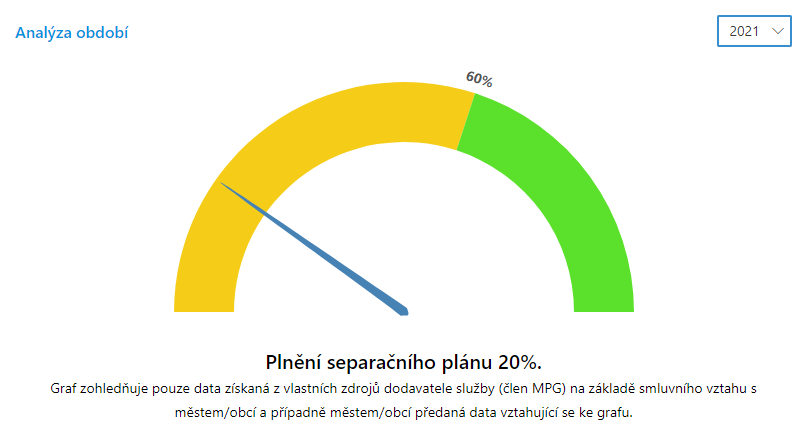 Analýza období
2021
60%
Plnění separačního plánu 20%.
Graf zohledňuje pouze data získaná z vlastních zdrojů dodavatele služby (člen MPG) na základě smluvního vztahu s
městem/obcí a případně městem/obcí předaná data vztahující se ke grafu.